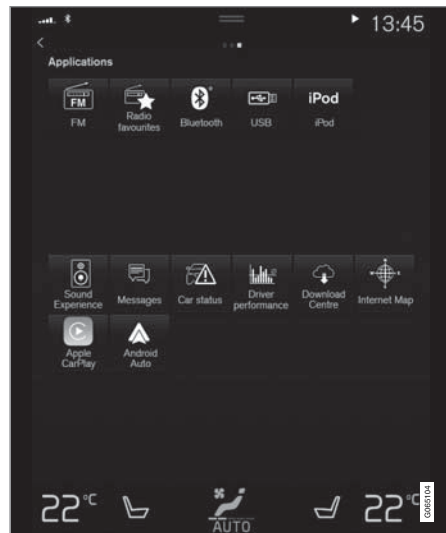 13:45
Applications
FM
FM
Radio
favourites
Bluetooth
USB
iPod
iPod
Sound
Experience
Messages
Car status
Driver
performance
Download
Centre
Internet Map
Apple
CarPlay
Android
Auto
22°C
AUTO
22°C
G065104